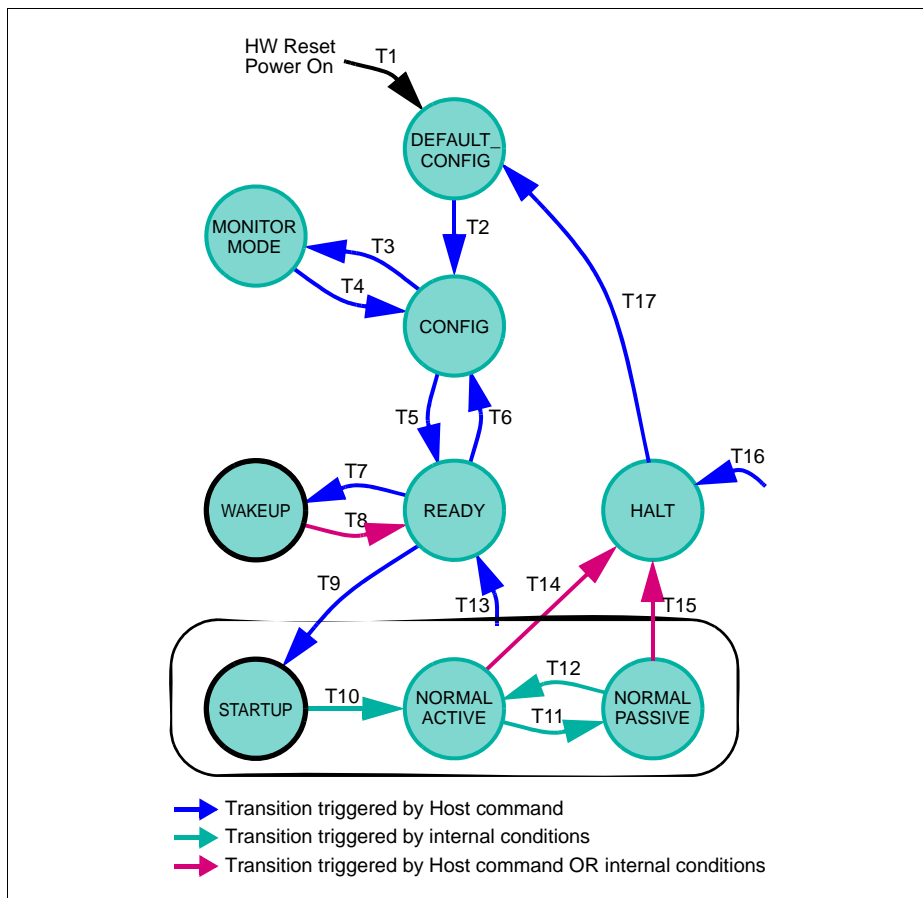 HW Reset
Power On
T1
DEFAULT_
CONFIG
T2
MONITOR
MODE
T3
T4
CONFIG
T17
T5
T6
T16
T7
WAKEUP
T8
READY
HALT
T9
T13
T14
T15
STARTUP
T10
NORMAL
ACTIVE
T12
T11
NORMAL
PASSIVE
Transition triggered by Host command
Transition triggered by internal conditions
Transition triggered by Host command OR internal conditions